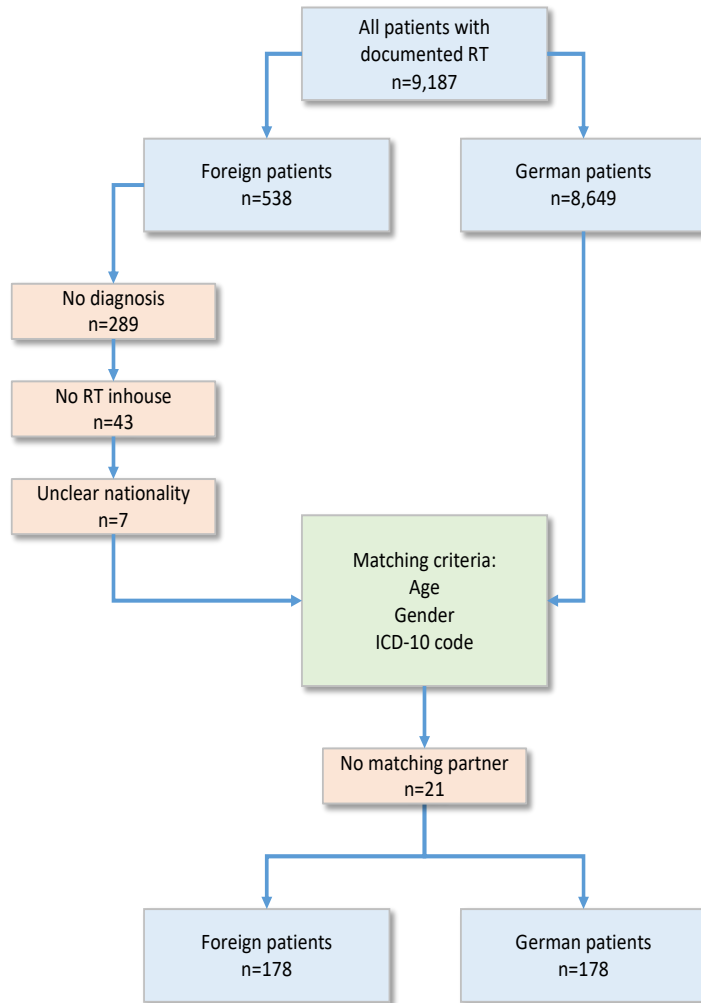 All patients with
documented RT
n=9,187
Foreign patients
n=538
German patients
n=8,649
No diagnosis
n=289
No RT inhouse
n=43
Unclear nationality
n=7
Matching criteria:
Age
Gender
ICD-10 code
No matching partner
n=21
Foreign patients
n=178
German patients
n=178